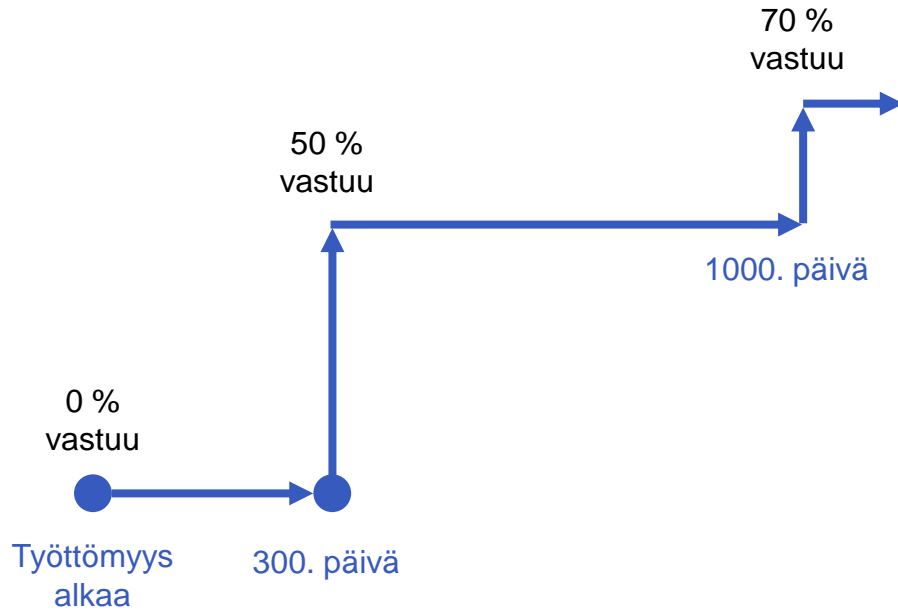 70 %
vastuu
50 %
vastuu
1000. päivä
0 %
vastuu
Työttömyys
alkaa
300. päivä